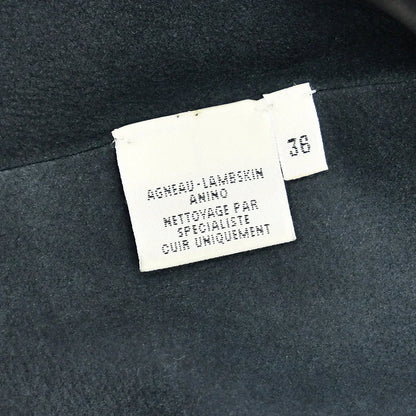 36
AGNEAU-LAMBSKIN
ANINO
NETTOYAGE PAR
SPECIALISTE
CUIR UNIQUEMENT